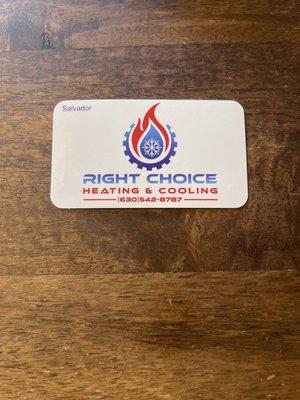 Salvador
RIGHT CHOICE
HEATING & COOLING
(630)542-8787